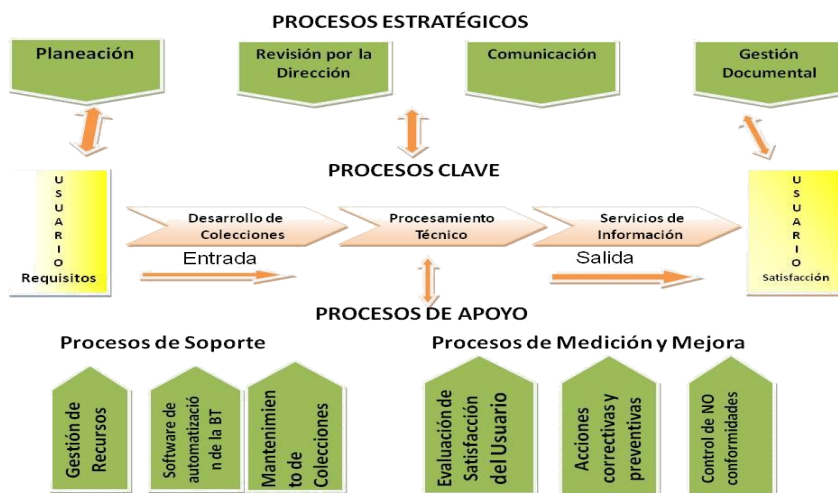 PROCESOS ESTRATÉGICOS
Planeación
Revisión por la
Dirección
Comunicación
Gestión
Documental
PROCESOS CLAVE
USUARIO
Requisitos
Desarrollo de
Colecciones
Procesamiento
Técnico
Servicios de
Información
Entrada
Salida
USUARIO
Satisfacción
PROCESOS DE APOYO
Procesos de Soporte
Procesos de Medición y Mejora
Gestión de
Recursos
Software de
automatizació
n de la BT
Mantenimien
to de
Colecciones
Evaluación de
Satisfacción
del Usuario
Acciones
correctivas y
preventivas
Control de NO
conformidades